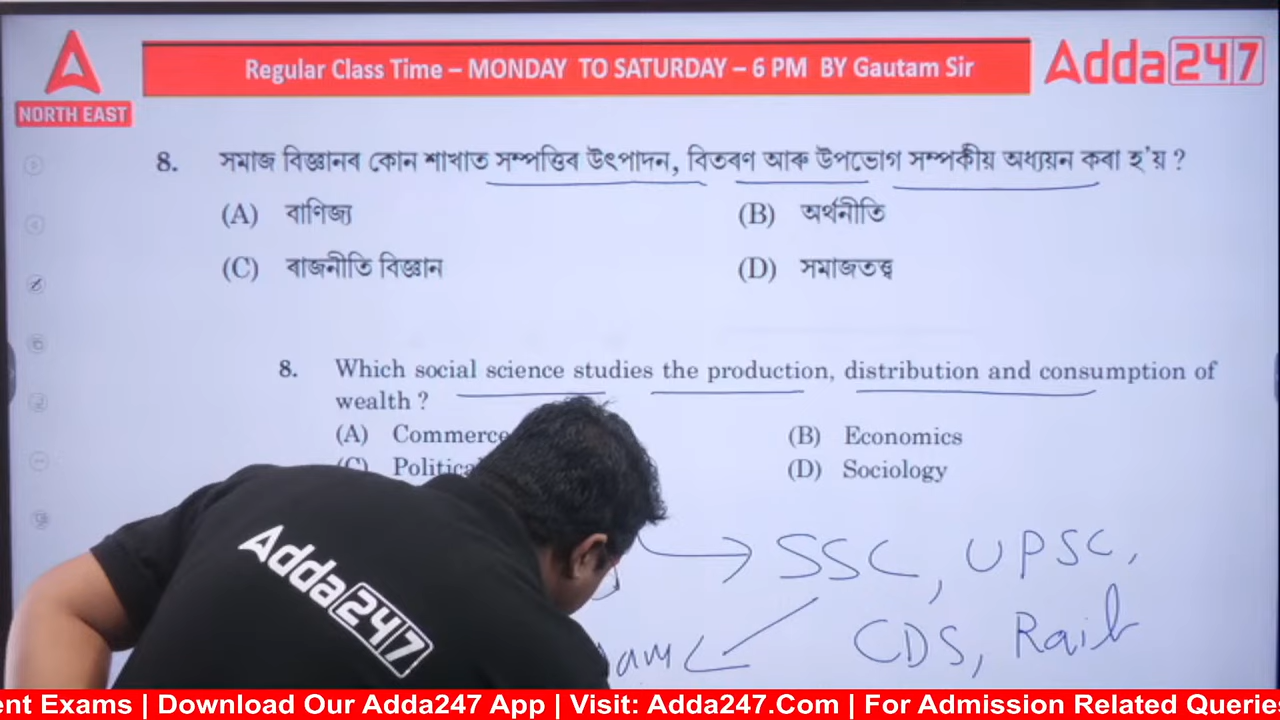 NORTH EAST
Regular Class Time – MONDAY TO SATURDAY – 6 PM BY Gautam Sir
Adda247
8. সমাজ বিজ্ঞানৰ কোন শাখাত সম্পত্তিৰ উৎপাদন, বিতৰণ আৰু উপভোগ সম্পৰ্কীয় অধ্যয়ন কৰা হ'য় ?
(A) বাণিজ্য (B) অৰ্থনীতি
(C) ৰাজনীতি বিজ্ঞান (D) সমাজতত্ত্ব
8. Which social science studies the production, distribution and consumption of
wealth ?
(A) Commerce (B) Economics
(C) (D) Sociology
SSC, UPSC,
CDS,
Adda247
ent Exams | Download Our Adda247 App | Visit: Adda247.Com | For Admission Related Queries